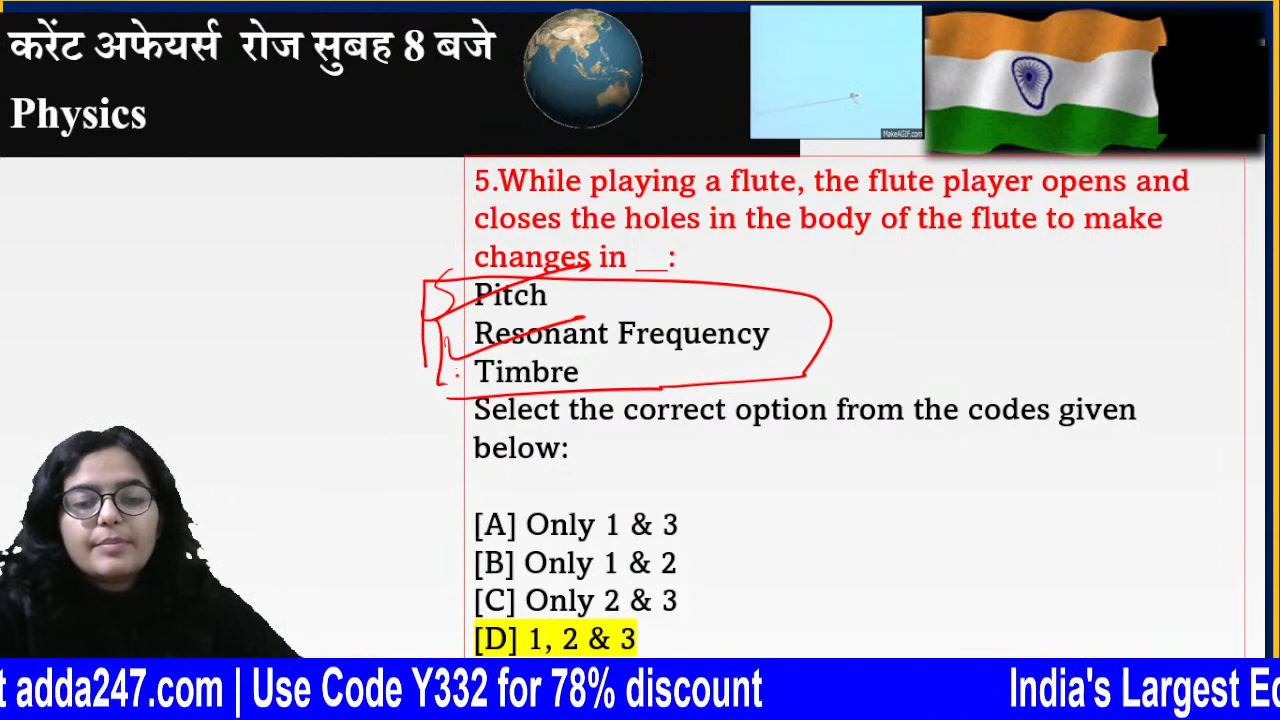 करेंट अफेयर्स रोज सुबह 8 बजे
Physics
MakeAGIF.com
5.While playing a flute, the flute player opens and
closes the holes in the body of the flute to make
changes in __:
Pitch
Resonant Frequency
Timbre
Select the correct option from the codes given
below:
[A] Only 1 & 3
[B] Only 1 & 2
[C] Only 2 & 3
[D] 1, 2 & 3
t adda247.com | Use Code Y332 for 78% discount
India's Largest Ed